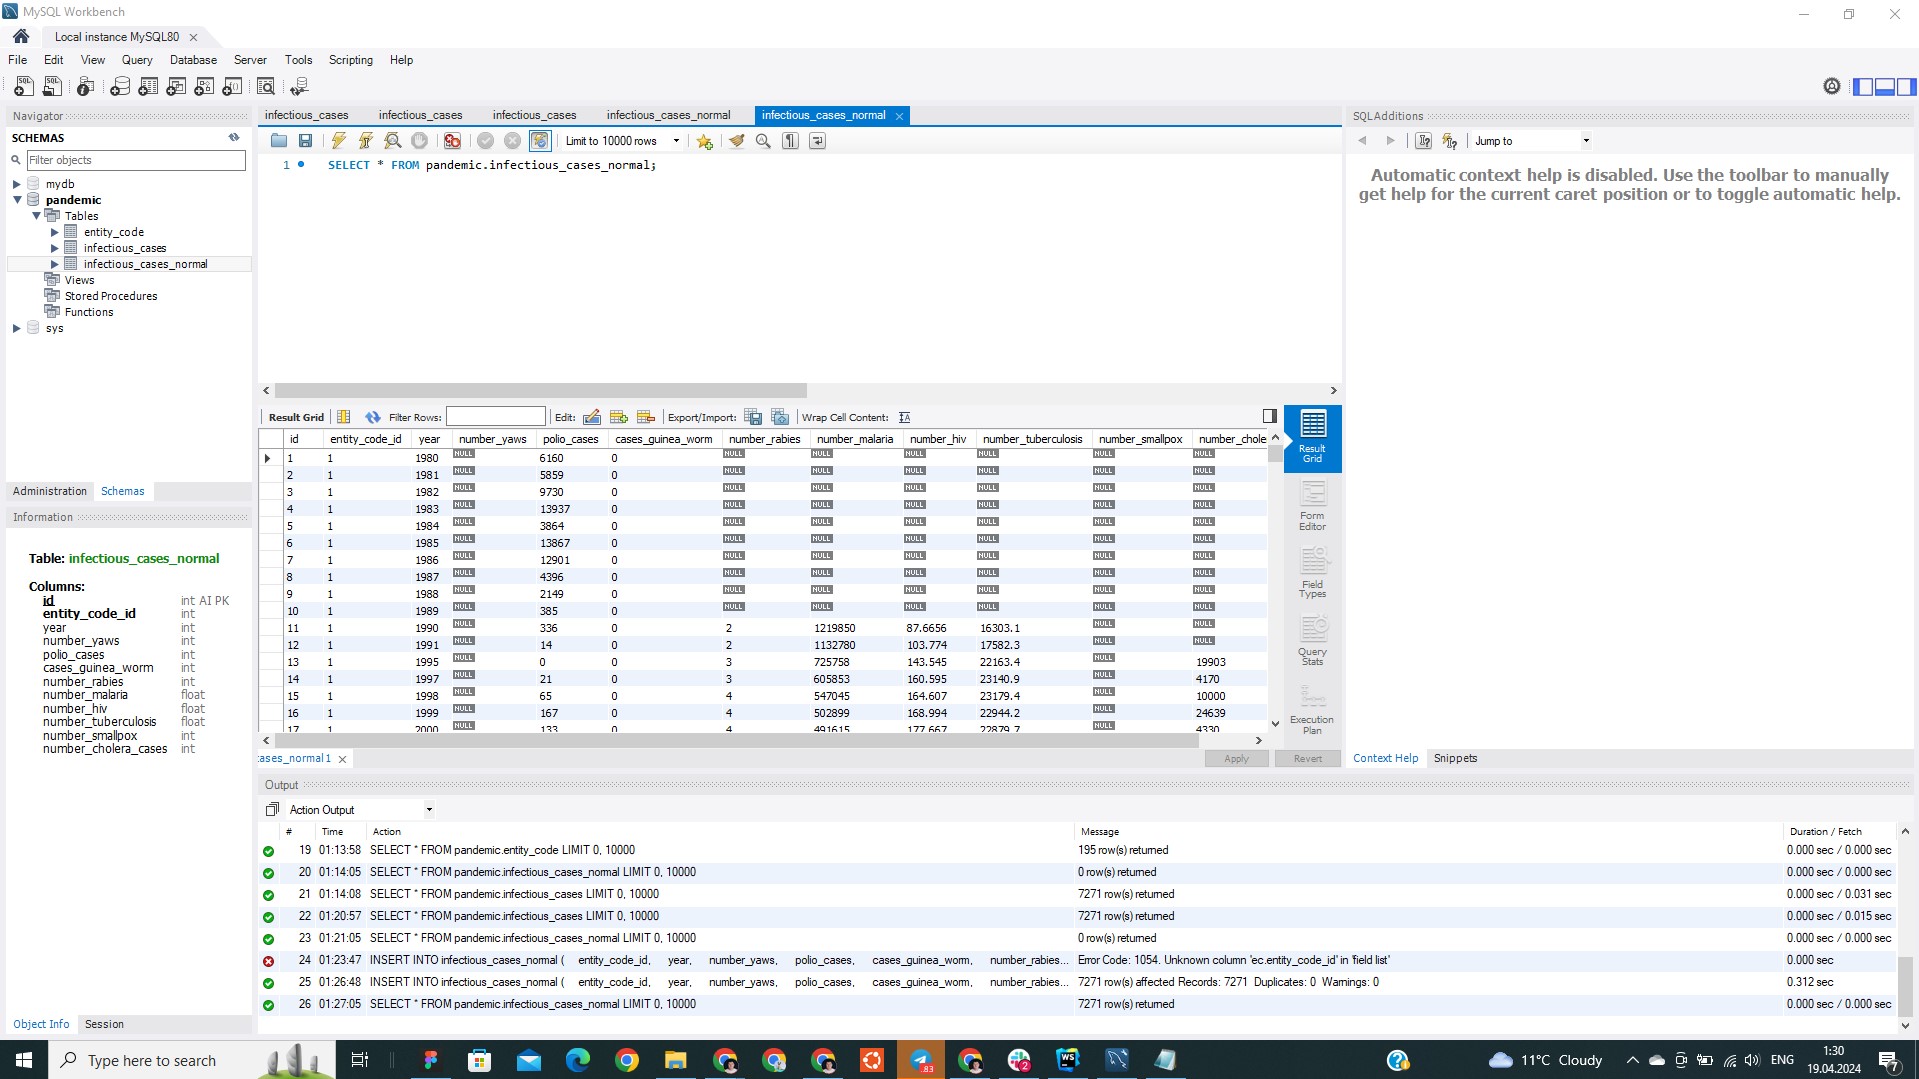 MySQL Workbench
Local instance MySQL80
File Edit View Query Database Server Tools Scripting Help
Navigator
SCHEMAS
Filter objects
mydb
pandemic
Tables
entity_code
infectious_cases
infectious_cases_normal
Views
Stored Procedures
Functions
sys
Administration Schemas
Information
Table: infectious_cases_normal
Columns:
id int AI PK
entity_code_id int
year int
number_yaws int
polio_cases int
cases_guinea_worm int
number_rabies int
number_malaria float
number_hiv float
number_tuberculosis float
number_smallpox int
number_cholera_cases int
Object Info Session
infectious_cases infectious_cases infectious_cases infectious_cases_normal infectious_cases_normal
Limit to 10000 rows
1 SELECT * FROM pandemic.infectious_cases_normal;
Result Grid Filter Rows: Edit: Export/Import: Wrap Cell Content:
id entity_code_id year number_yaws polio_cases cases_guinea_worm number_rabies number_malaria number_hiv number_tuberculosis number_smallpox number_chole
1 1 1980 NULL 6160 0 NULL NULL NULL NULL NULL NULL
2 1 1981 NULL 5859 0 NULL NULL NULL NULL NULL NULL
3 1 1982 NULL 9730 0 NULL NULL NULL NULL NULL NULL
4 1 1983 NULL 13937 0 NULL NULL NULL NULL NULL NULL
5 1 1984 NULL 3864 0 NULL NULL NULL NULL NULL NULL
6 1 1985 NULL 13867 0 NULL NULL NULL NULL NULL NULL
7 1 1986 NULL 12901 0 NULL NULL NULL NULL NULL NULL
8 1 1987 NULL 4396 0 NULL NULL NULL NULL NULL NULL
9 1 1988 NULL 2149 0 NULL NULL NULL NULL NULL NULL
10 1 1989 NULL 385 0 NULL NULL NULL NULL NULL NULL
11 1 1990 NULL 336 0 2 1219850 87.6656 16303.1 NULL NULL
12 1 1991 NULL 14 0 2 1132780 103.774 17582.3 NULL NULL
13 1 1995 NULL 0 0 3 725758 143.545 22163.4 NULL 19903
14 1 1997 NULL 21 0 3 605853 160.595 23140.9 NULL 4170
15 1 1998 NULL 65 0 4 547045 164.607 23179.4 NULL 10000
16 1 1999 NULL 167 0 4 502899 168.994 22944.2 NULL 24639
17 1 2000 NULL 133 0 4 491615 177.667 22879.7 NULL 4330
Result Grid
Form Editor
Field Types
Query Stats
Execution Plan
ases_normal1
Apply Revert
SQLAdditions
Jump to
Automatic context help is disabled. Use the toolbar to manually
get help for the current caret position or to toggle automatic help.
Context Help Snippets
Output
Action Output
# Time Action Message Duration / Fetch
19 01:13:58 SELECT * FROM pandemic.entity_code LIMIT 0, 10000 195 row(s) returned 0.000 sec / 0.000 sec
20 01:14:05 SELECT * FROM pandemic.infectious_cases_normal LIMIT 0, 10000 0 row(s) returned 0.000 sec / 0.000 sec
21 01:14:08 SELECT * FROM pandemic.infectious_cases LIMIT 0, 10000 7271 row(s) returned 0.000 sec / 0.031 sec
22 01:20:57 SELECT * FROM pandemic.infectious_cases LIMIT 0, 10000 7271 row(s) returned 0.000 sec / 0.015 sec
23 01:21:05 SELECT * FROM pandemic.infectious_cases_normal LIMIT 0, 10000 0 row(s) returned 0.000 sec / 0.000 sec
24 01:23:47 INSERT INTO infectious_cases_normal ( entity_code_id, year, number_yaws, polio_cases, cases_guinea_worm, number_rabies... Error Code: 1054. Unknown column 'ec.entity_code_id' in 'field list' 0.000 sec
25 01:26:48 INSERT INTO infectious_cases_normal ( entity_code_id, year, number_yaws, polio_cases, cases_guinea_worm, number_rabies... 7271 row(s) affected Records: 7271 Duplicates: 0 Warnings: 0 0.312 sec
26 01:27:05 SELECT * FROM pandemic.infectious_cases_normal LIMIT 0, 10000 7271 row(s) returned 0.000 sec / 0.000 sec
Type here to search
83
WS
2
11°C Cloudy
ENG
1:30
19.04.2024
7